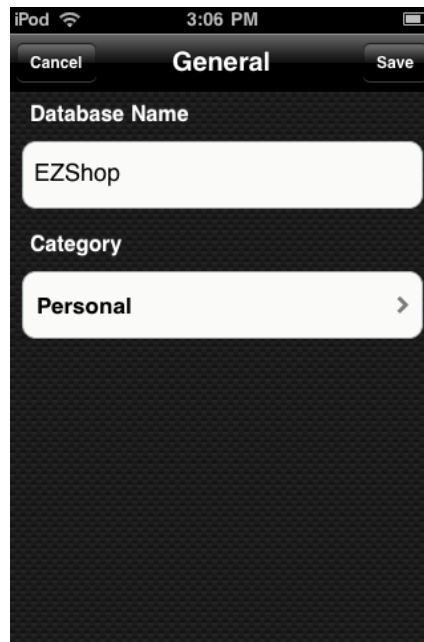 iPod 3:06 PM
Cancel General Save
Database Name
EZShop
Category
Personal